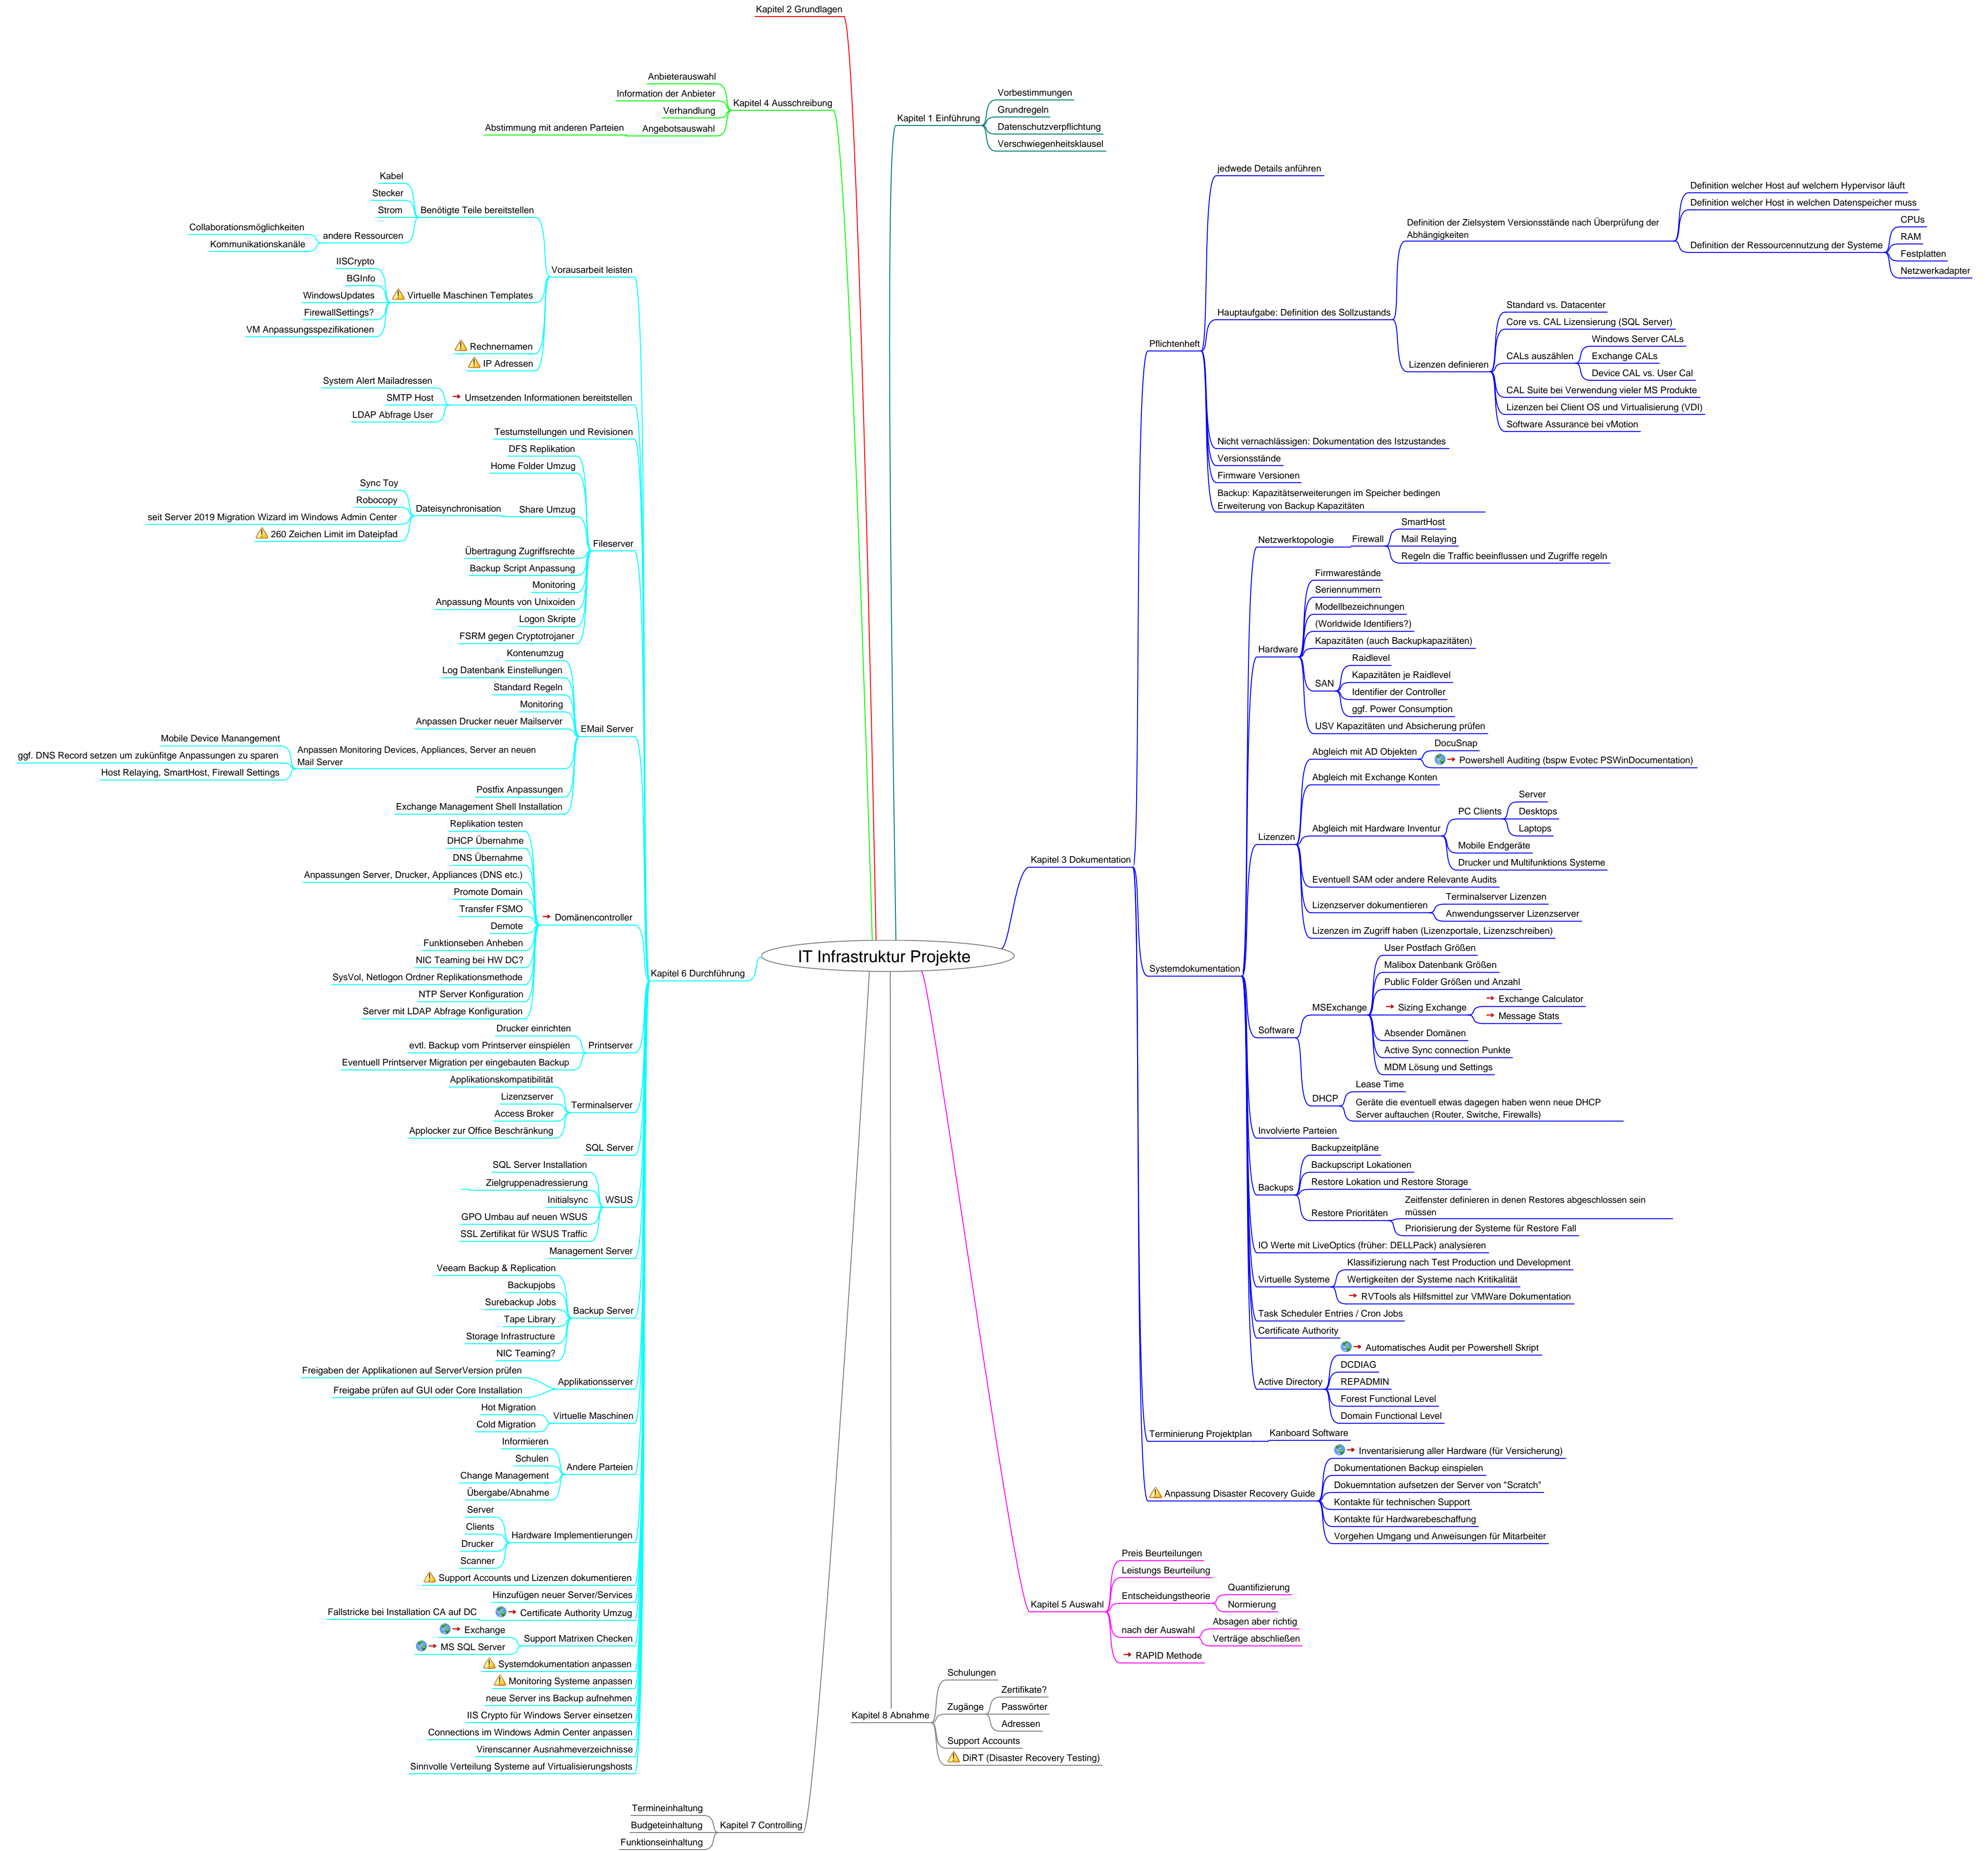 IT Infrastruktur Projekte
Kapitel 1 Einführung
Vorbestimmungen
Grundregeln
Datenschutzverpflichtung
Verschwiegenheitsklausel
Kapitel 2 Grundlagen
Kapitel 3 Dokumentation
Pflichtenheft
jedwede Details anführen
Hauptaufgabe: Definition des Sollzustands
Definition der Zielsystem Versionsstände nach Überprüfung der
Abhängigkeiten
Definition welcher Host auf welchem Hypervisor läuft
Definition welcher Host in welchen Datenspeicher muss
Definition der Ressourcennutzung der Systeme
CPUs
RAM
Festplatten
Netzwerkadapter
Lizenzen definieren
Standard vs. Datacenter
Core vs. CAL Lizensierung (SQL Server)
CALs auszählen
Windows Server CALs
Exchange CALs
Device CAL vs. User Cal
CAL Suite bei Verwendung vieler MS Produkte
Lizenzen bei Client OS und Virtualisierung (VDI)
Software Assurance bei vMotion
Nicht vernachlässigen: Dokumentation des Istzustandes
Versionsstände
Firmware Versionen
Backup: Kapazitätserweiterungen im Speicher bedingen
Erweiterung von Backup Kapazitäten
Systemdokumentation
Netzwerktopologie
Firewall
SmartHost
Mail Relaying
Regeln die Traffic beeinflussen und Zugriffe regeln
Hardware
Firmwarestände
Seriennummern
Modellbezeichnungen
(Worldwide Identifiers?)
Kapazitäten (auch Backupkapazitäten)
SAN
Raidlevel
Kapazitäten je Raidlevel
Identifier der Controller
ggf. Power Consumption
USV Kapazitäten und Absicherung prüfen
Lizenzen
Abgleich mit AD Objekten
DocuSnap
Powershell Auditing (bspw Evotec PSWinDocumentation)
Abgleich mit Exchange Konten
Abgleich mit Hardware Inventur
PC Clients
Server
Desktops
Laptops
Mobile Endgeräte
Drucker und Multifunktions Systeme
Eventuell SAM oder andere Relevante Audits
Lizenzserver dokumentieren
Terminalserver Lizenzen
Anwendungsserver Lizenzserver
Lizenzen im Zugriff haben (Lizenzportale, Lizenzschreiben)
Software
MSExchange
User Postfach Größen
Malibox Datenbank Größen
Public Folder Größen und Anzahl
Sizing Exchange
Exchange Calculator
Message Stats
Absender Domänen
Active Sync connection Punkte
MDM Lösung und Settings
DHCP
Lease Time
Geräte die eventuell etwas dagegen haben wenn neue DHCP
Server auftauchen (Router, Switche, Firewalls)
Involvierte Parteien
Backups
Backupzeitpläne
Backupscript Lokationen
Restore Lokation und Restore Storage
Restore Prioritäten
Zeitfenster definieren in denen Restores abgeschlossen sein
müssen
Priorisierung der Systeme für Restore Fall
IO Werte mit LiveOptics (früher: DELLPack) analysieren
Virtuelle Systeme
Klassifizierung nach Test Production und Development
Wertigkeiten der Systeme nach Kritikalität
RVTools als Hilfsmittel zur VMWare Dokumentation
Task Scheduler Entries / Cron Jobs
Certificate Authority
Active Directory
Automatisches Audit per Powershell Skript
DCDIAG
REPADMIN
Forest Functional Level
Domain Functional Level
Terminierung Projektplan
Kanboard Software
Anpassung Disaster Recovery Guide
Inventarisierung aller Hardware (für Versicherung)
Dokumentationen Backup einspielen
Dokuemntation aufsetzen der Server von "Scratch"
Kontakte für technischen Support
Kontakte für Hardwarebeschaffung
Vorgehen Umgang und Anweisungen für Mitarbeiter
Kapitel 4 Ausschreibung
Anbieterauswahl
Information der Anbieter
Verhandlung
Angebotsauswahl
Abstimmung mit anderen Parteien
Kapitel 5 Auswahl
Preis Beurteilungen
Leistungs Beurteilung
Entscheidungstheorie
Quantifizierung
Normierung
nach der Auswahl
Absagen aber richtig
Verträge abschließen
RAPID Methode
Kapitel 6 Durchführung
Vorausarbeit leisten
Benötigte Teile bereitstellen
Kabel
Stecker
Strom
andere Ressourcen
Collaborationsmöglichkeiten
Kommunikationskanäle
Virtuelle Maschinen Templates
IISCrypto
BGInfo
WindowsUpdates
FirewallSettings?
VM Anpassungsspezifikationen
Rechnernamen
IP Adressen
Umsetzenden Informationen bereitstellen
System Alert Mailadressen
SMTP Host
LDAP Abfrage User
Testumstellungen und Revisionen
Fileserver
DFS Replikation
Home Folder Umzug
Share Umzug
Dateisynchronisation
Sync Toy
Robocopy
seit Server 2019 Migration Wizard im Windows Admin Center
260 Zeichen Limit im Dateipfad
Übertragung Zugriffsrechte
Backup Script Anpassung
Monitoring
Anpassung Mounts von Unixoiden
Logon Skripte
FSRM gegen Cryptotrojaner
EMail Server
Kontenumzug
Log Datenbank Einstellungen
Standard Regeln
Monitoring
Anpassen Drucker neuer Mailserver
Anpassen Monitoring Devices, Appliances, Server an neuen
Mail Server
Mobile Device Manangement
ggf. DNS Record setzen um zukünfitge Anpassungen zu sparen
Host Relaying, SmartHost, Firewall Settings
Postfix Anpassungen
Exchange Management Shell Installation
Domänencontroller
Replikation testen
DHCP Übernahme
DNS Übernahme
Anpassungen Server, Drucker, Appliances (DNS etc.)
Promote Domain
Transfer FSMO
Demote
Funktionseben Anheben
NIC Teaming bei HW DC?
SysVol, Netlogon Ordner Replikationsmethode
NTP Server Konfiguration
Server mit LDAP Abfrage Konfiguration
Printserver
Drucker einrichten
evtl. Backup vom Printserver einspielen
Eventuell Printserver Migration per eingebauten Backup
Terminalserver
Applikationskompatibilität
Lizenzserver
Access Broker
Applocker zur Office Beschränkung
SQL Server
WSUS
SQL Server Installation
Zielgruppenadressierung
Initialsync
GPO Umbau auf neuen WSUS
SSL Zertifikat für WSUS Traffic
Management Server
Backup Server
Veeam Backup & Replication
Backupjobs
Surebackup Jobs
Tape Library
Storage Infrastructure
NIC Teaming?
Applikationsserver
Freigaben der Applikationen auf ServerVersion prüfen
Freigabe prüfen auf GUI oder Core Installation
Virtuelle Maschinen
Hot Migration
Cold Migration
Andere Parteien
Informieren
Schulen
Change Management
Übergabe/Abnahme
Hardware Implementierungen
Server
Clients
Drucker
Scanner
Support Accounts und Lizenzen dokumentieren
Hinzufügen neuer Server/Services
Certificate Authority Umzug
Fallstricke bei Installation CA auf DC
Support Matrixen Checken
Exchange
MS SQL Server
Systemdokumentation anpassen
Monitoring Systeme anpassen
neue Server ins Backup aufnehmen
IIS Crypto für Windows Server einsetzen
Connections im Windows Admin Center anpassen
Virenscanner Ausnahmeverzeichnisse
Sinnvolle Verteilung Systeme auf Virtualisierungshosts
Kapitel 7 Controlling
Termineinhaltung
Budgeteinhaltung
Funktionseinhaltung
Kapitel 8 Abnahme
Schulungen
Zugänge
Zertifikate?
Passwörter
Adressen
Support Accounts
DiRT (Disaster Recovery Testing)